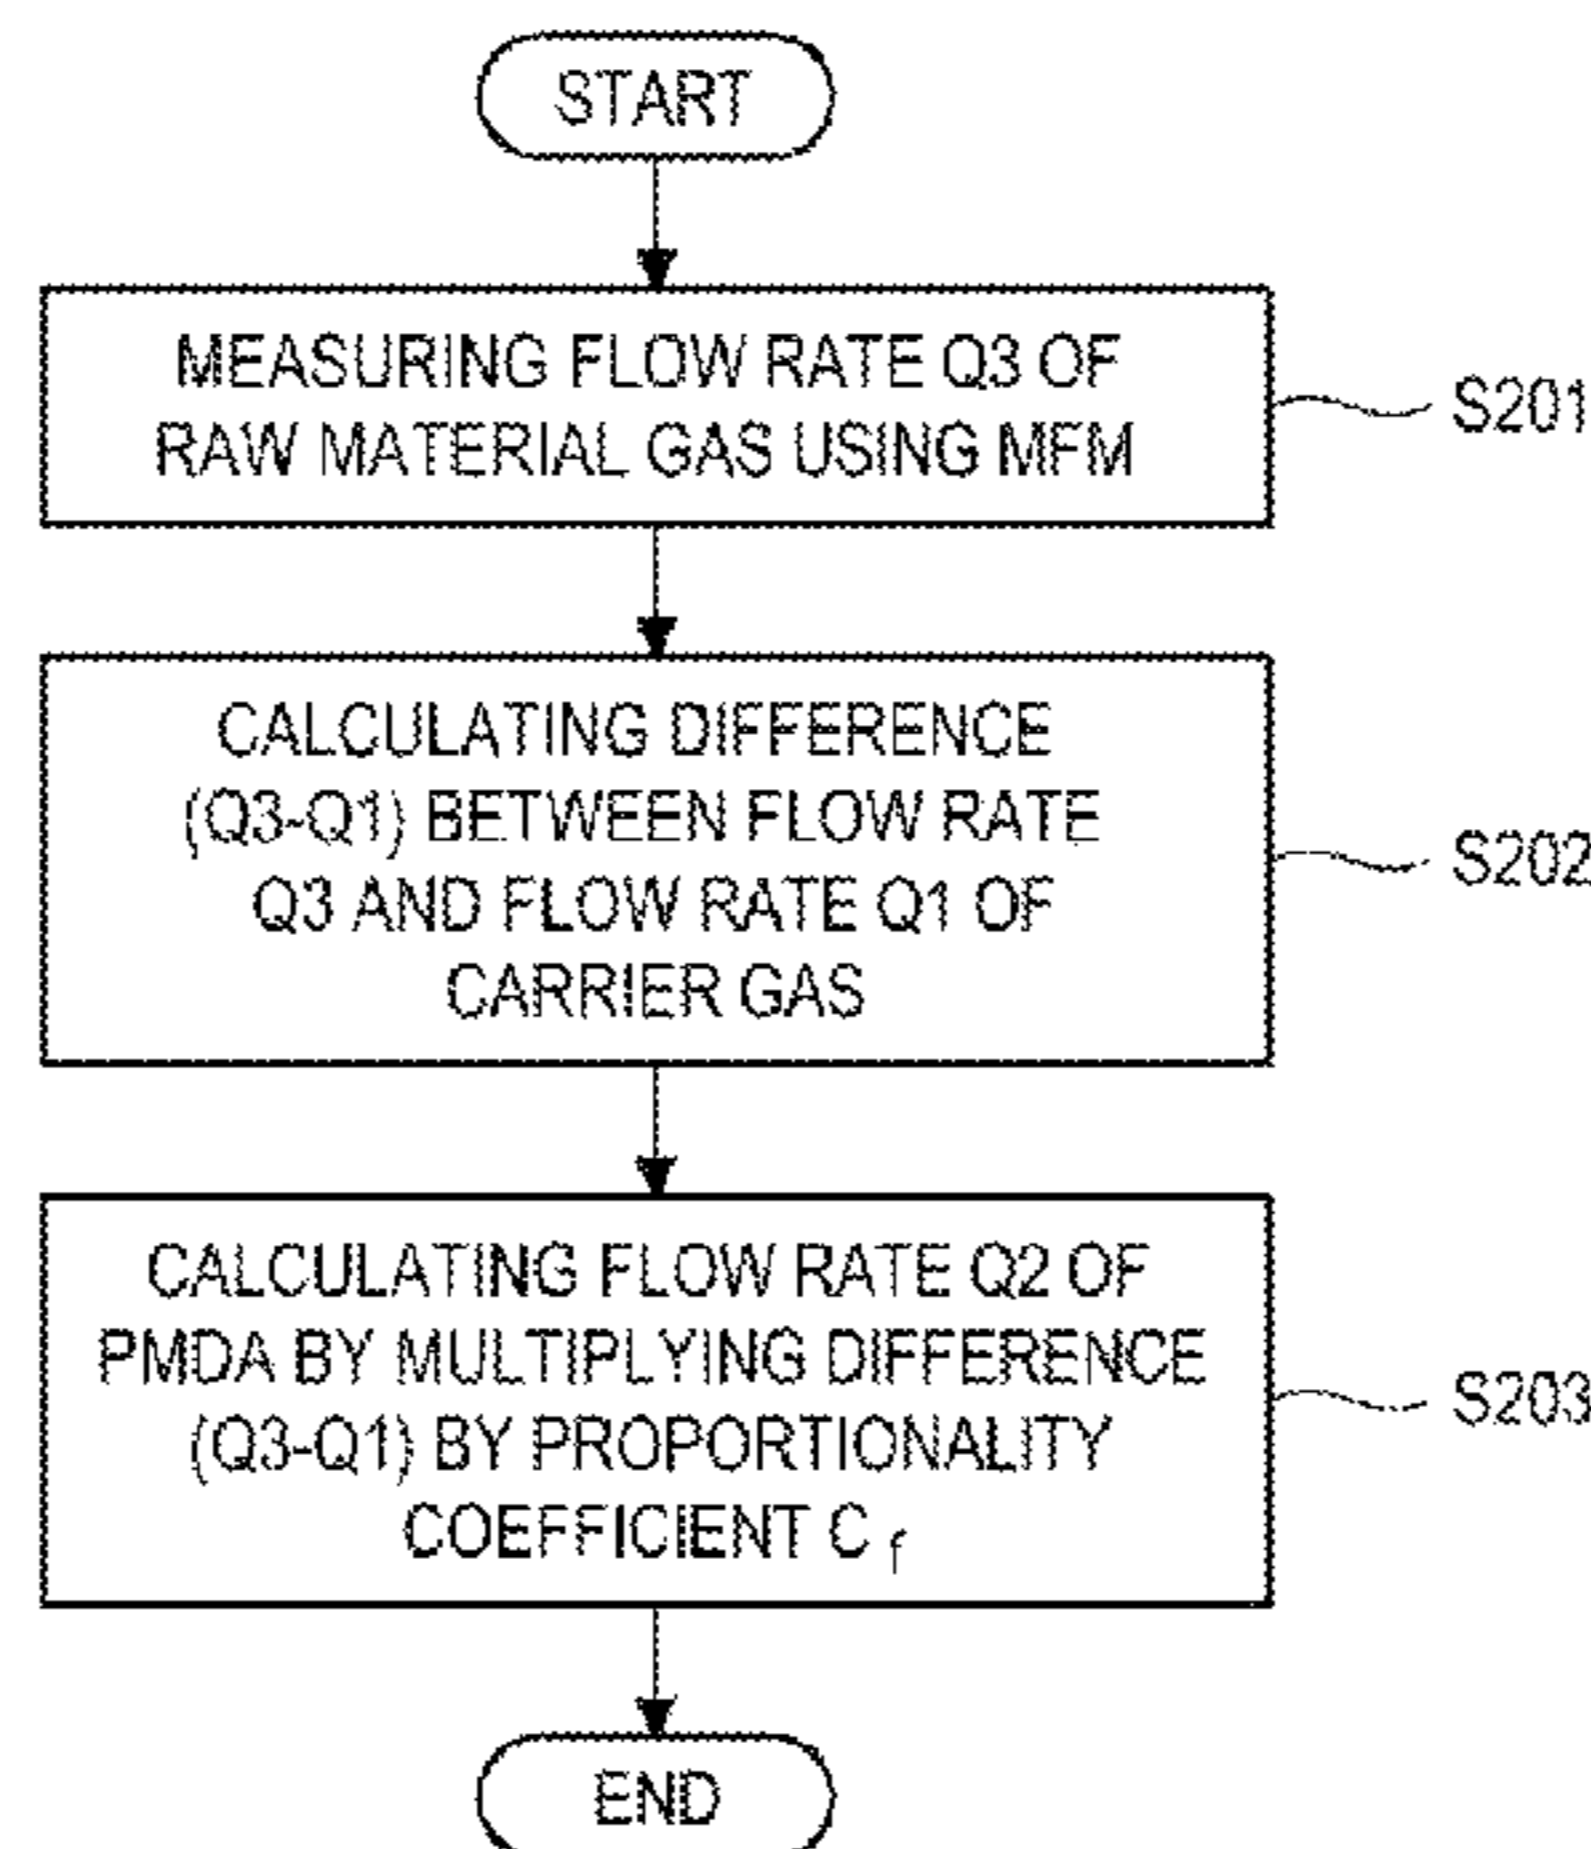 START
MEASURING FLOW RATE Q3 OF
RAW MATERIAL GAS USING MFM
S201
CALCULATING DIFFERENCE
(Q3-Q1) BETWEEN FLOW RATE
Q3 AND FLOW RATE Q1 OF
CARRIER GAS
S202
CALCULATING FLOW RATE Q2 OF
PMDA BY MULTIPLYING DIFFERENCE
(Q3-Q1) BY PROPORTIONALITY
COEFFICIENT C f
S203
END